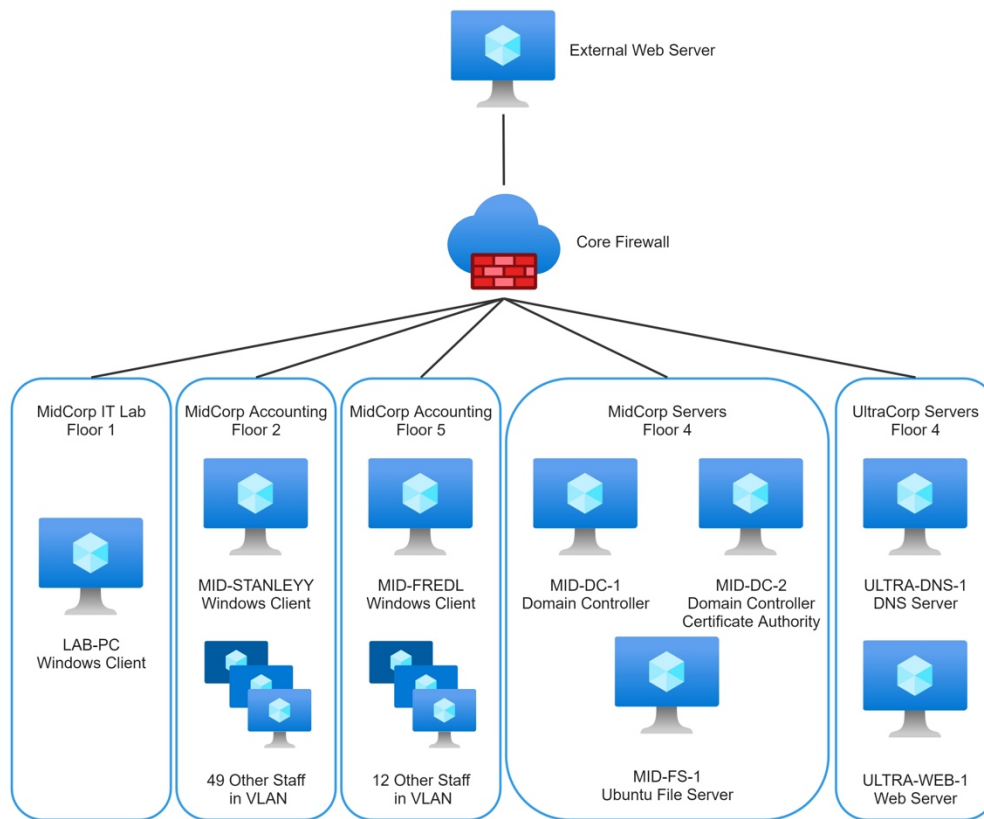 External Web Server
Core Firewall
MidCorp IT Lab
Floor 1
LAB-PC
Windows Client
MidCorp Accounting
Floor 2
MID-STANLEYY
Windows Client
49 Other Staff
in VLAN
MidCorp Accounting
Floor 5
MID-FREDL
Windows Client
12 Other Staff
in VLAN
MidCorp Servers
Floor 4
MID-DC-1
Domain Controller
MID-DC-2
Domain Controller
Certificate Authority
MID-FS-1
Ubuntu File Server
UltraCorp Servers
Floor 4
ULTRA-DNS-1
DNS Server
ULTRA-WEB-1
Web Server